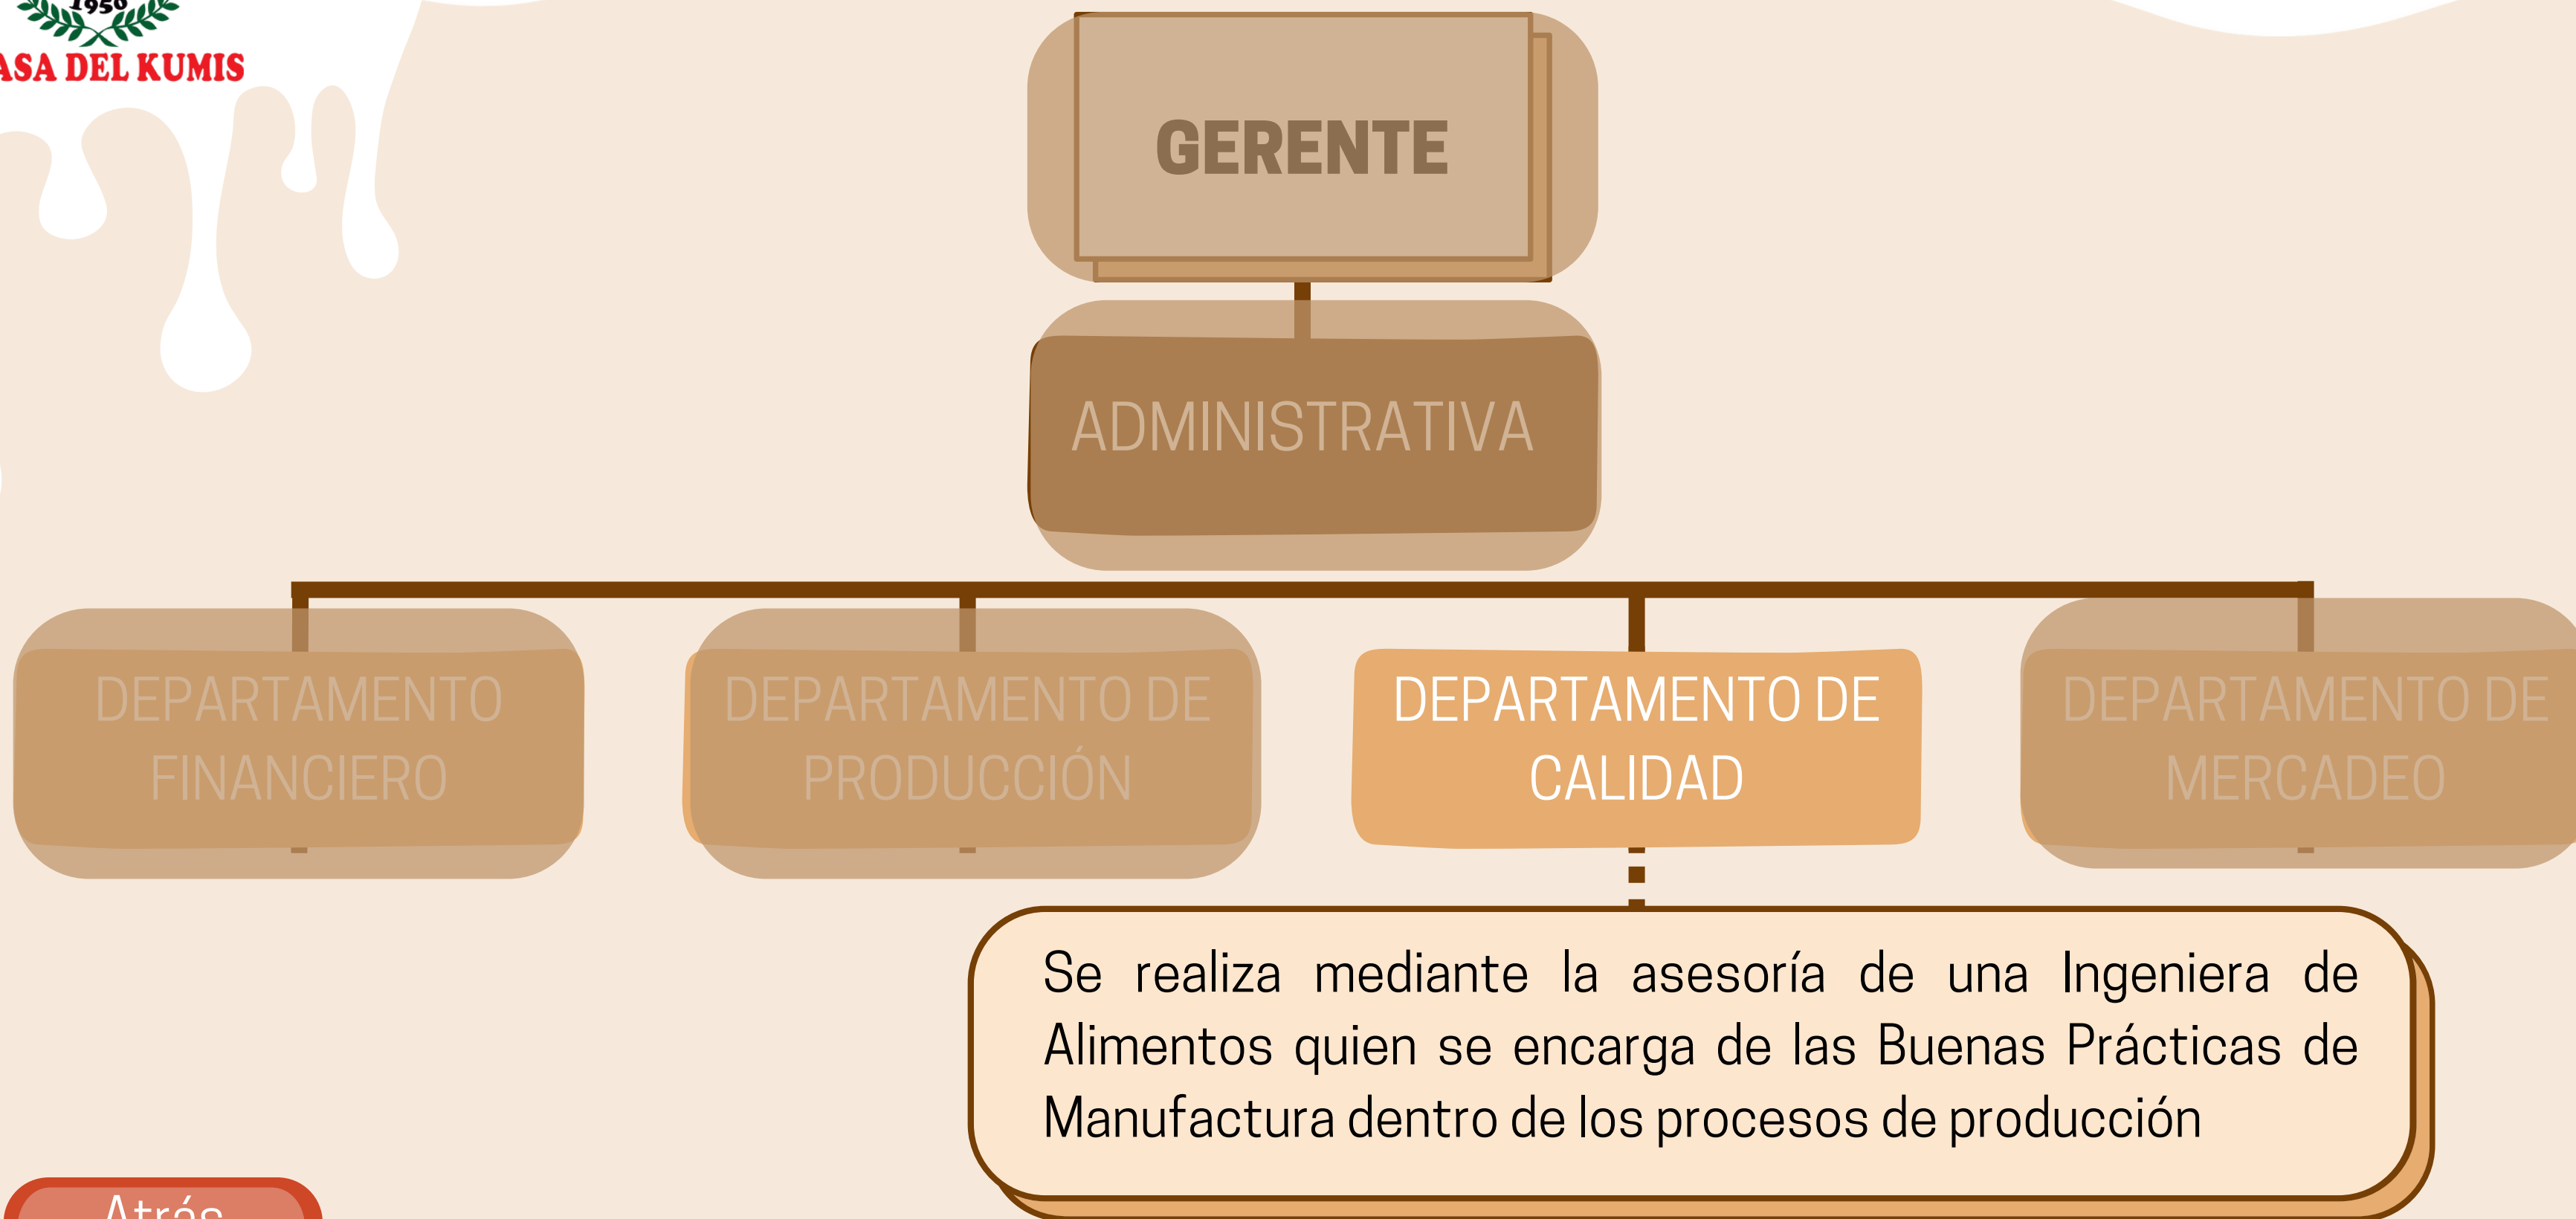 1950
ASA DEL KUMIS
GERENTE
ADMINISTRATIVA
DEPARTAMENTO
FINANCIERO
DEPARTAMENTO DE
PRODUCCIÓN
DEPARTAMENTO DE
CALIDAD
DEPARTAMENTO DE
MERCADEO
Se realiza mediante la asesoría de una Ingeniera de
Alimentos quien se encarga de las Buenas Prácticas de
Manufactura dentro de los procesos de producción
Atrás